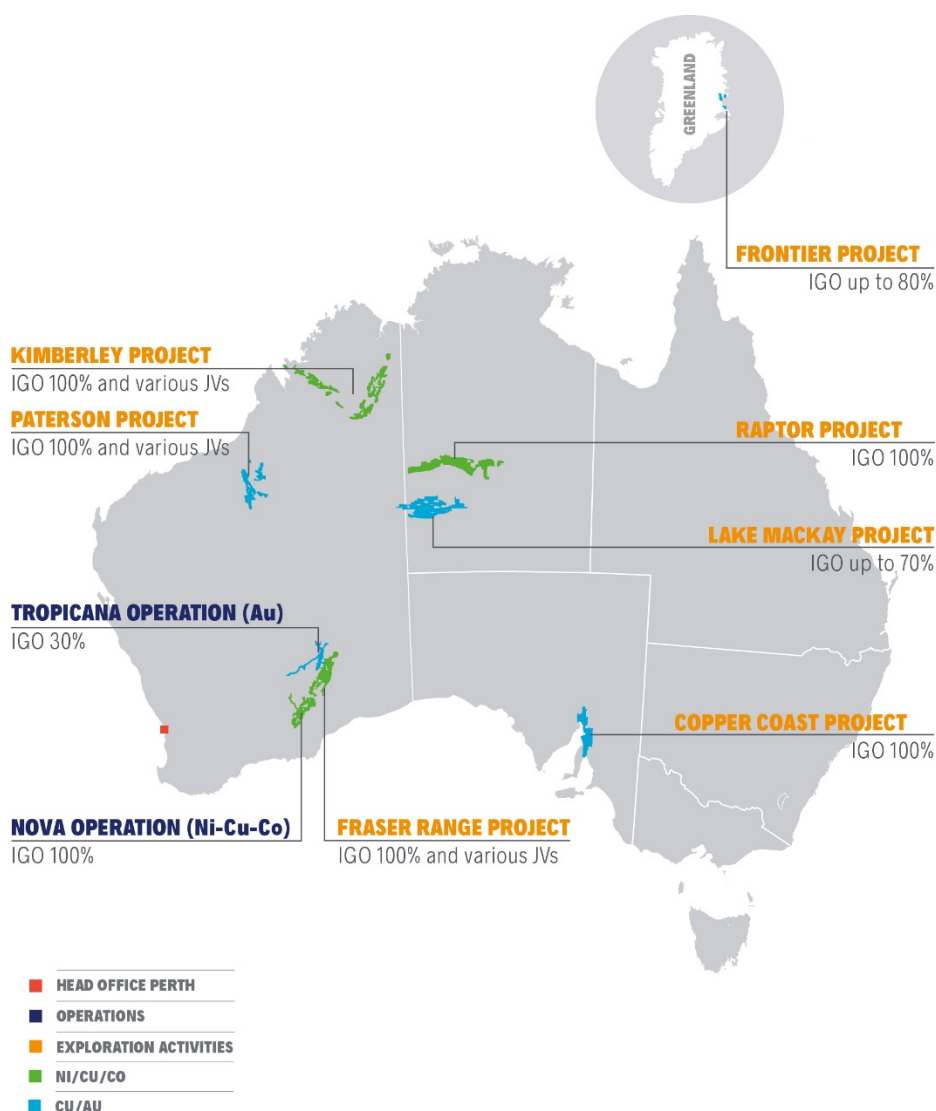 GREENLAND
FRONTIER PROJECT
IGO up to 80%
KIMBERLEY PROJECT
IGO 100% and various JVs
PATERSON PROJECT
IGO 100% and various JVs
RAPTOR PROJECT
IGO 100%
LAKE MACKAY PROJECT
IGO up to 70%
TROPICANA OPERATION (Au)
IGO 30%
COPPER COAST PROJECT
IGO 100%
NOVA OPERATION (Ni-Cu-Co)
IGO 100%
FRASER RANGE PROJECT
IGO 100% and various JVs
HEAD OFFICE PERTH
OPERATIONS
EXPLORATION ACTIVITIES
NI/CU/CO
CU/AU